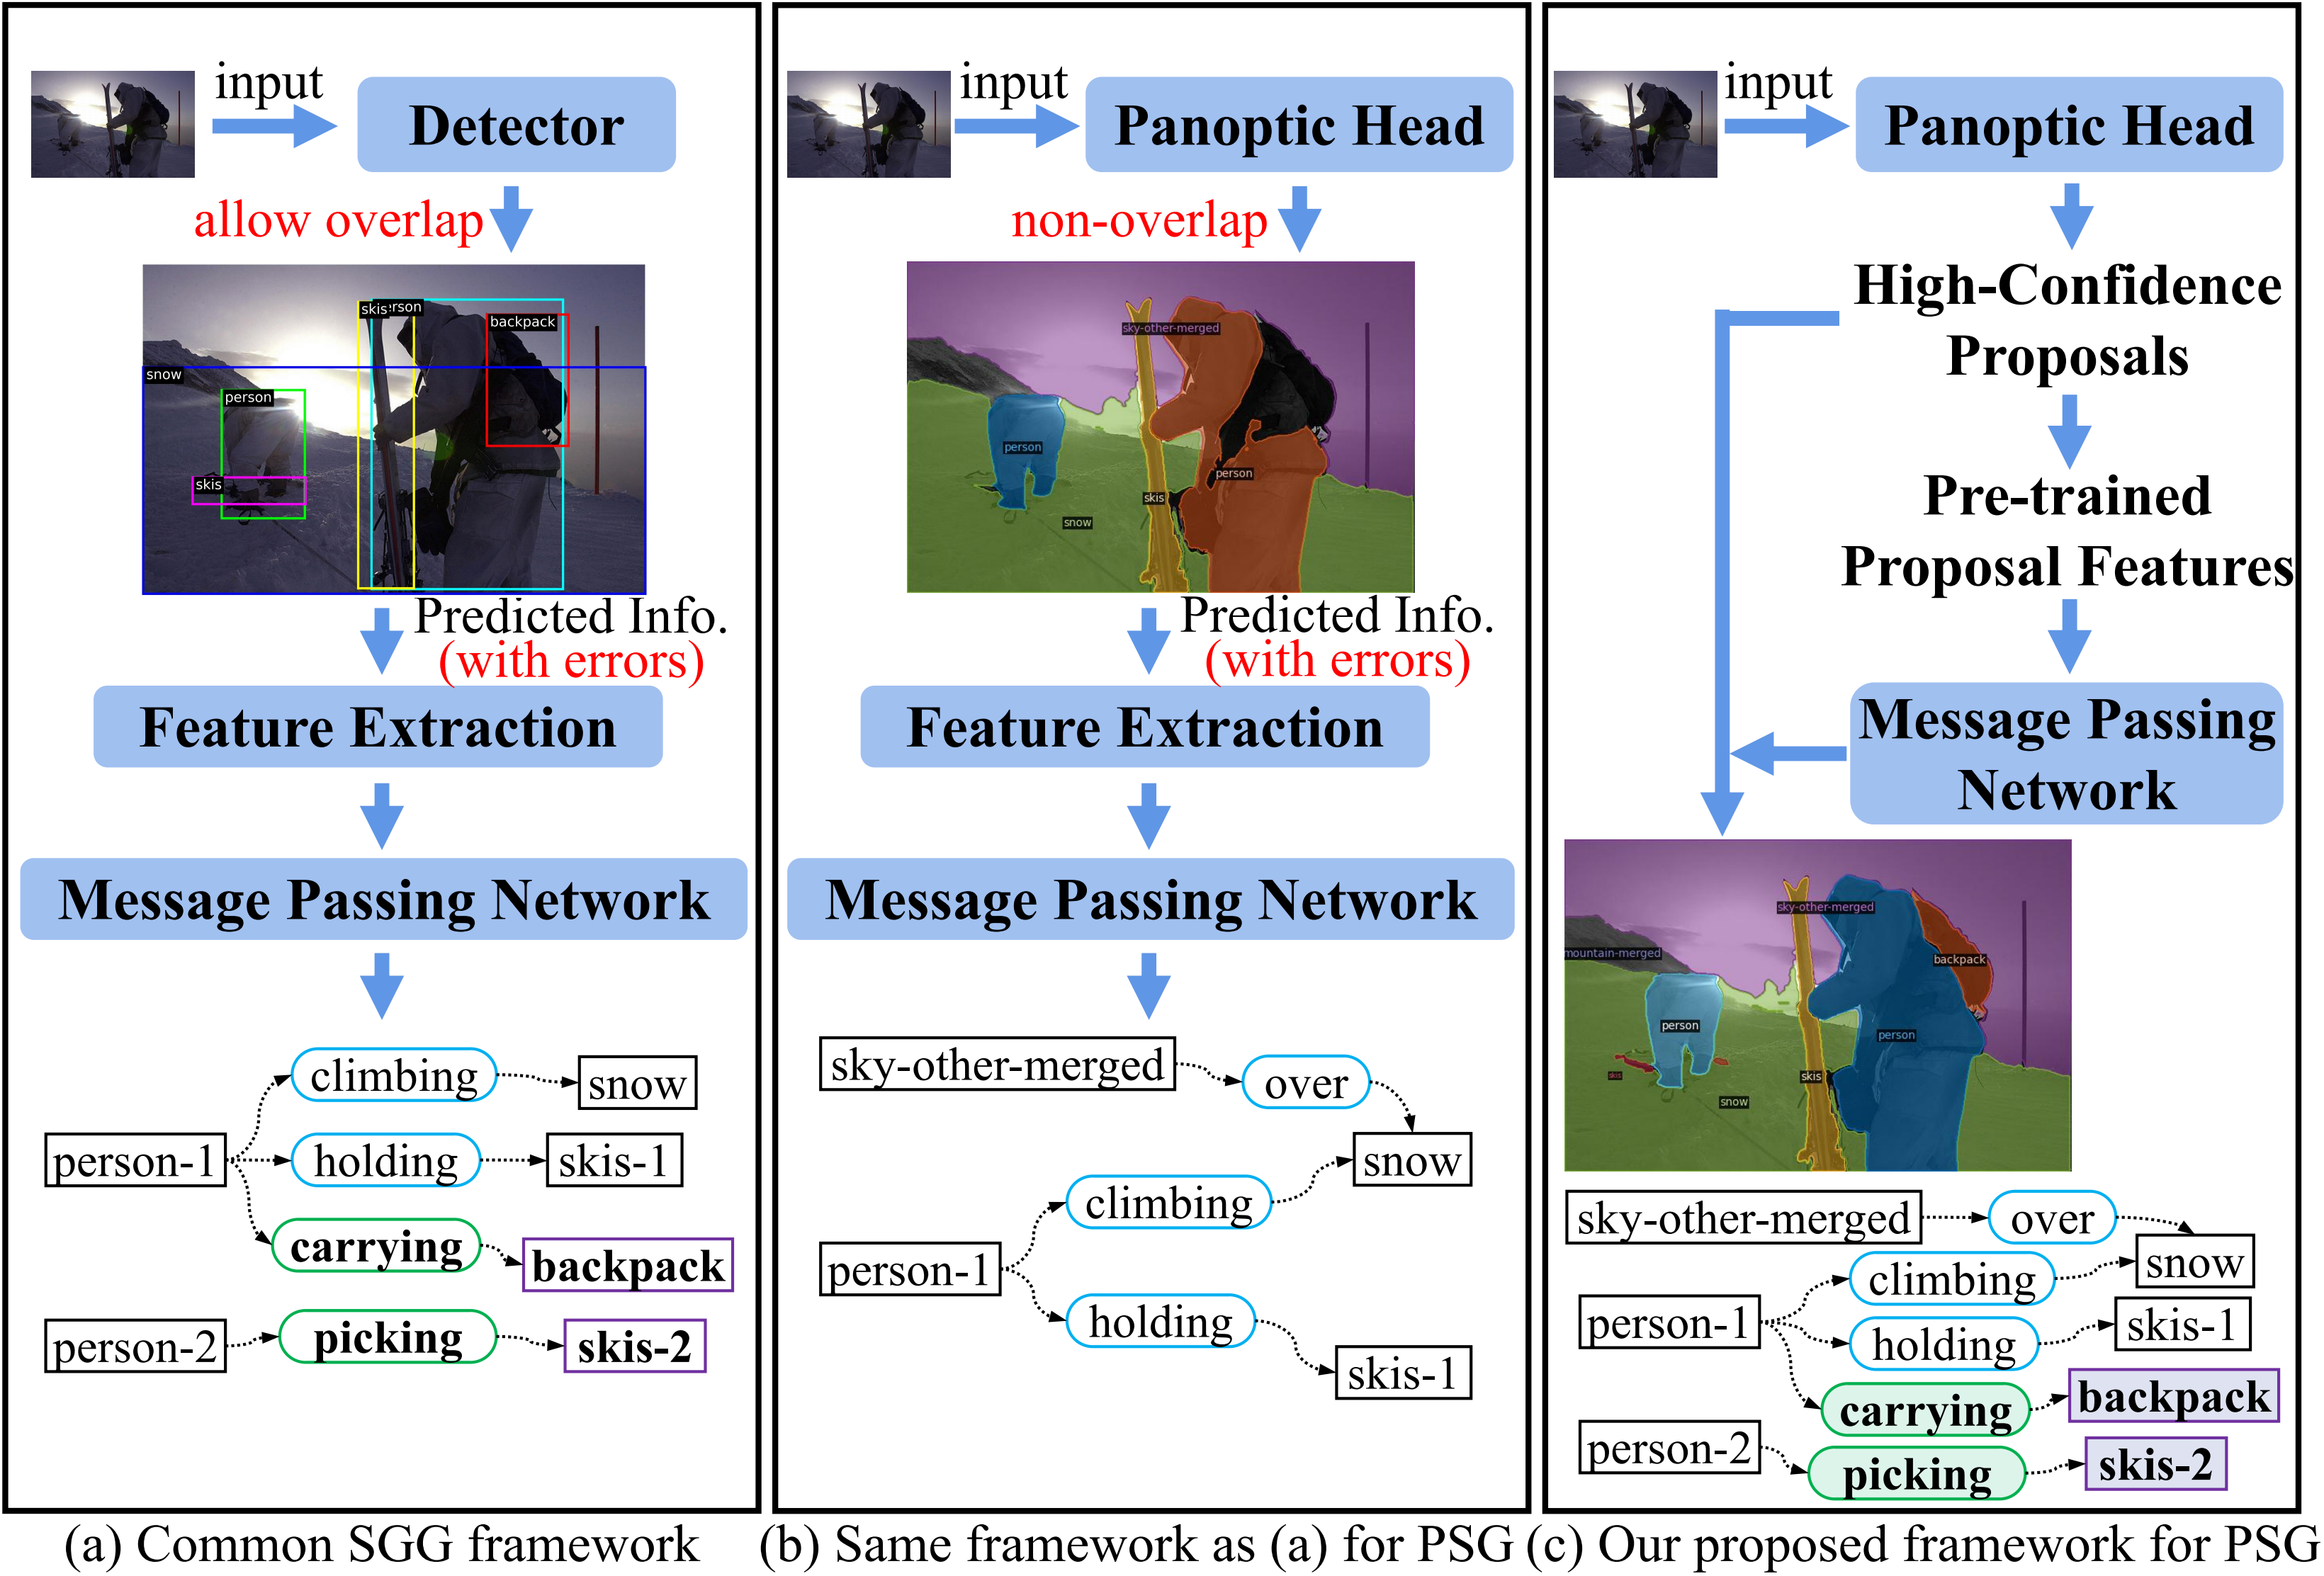 input
Detector
allow overlap
skis
erson
backpack
snow
person
skis
Predicted Info.
(with errors)
Feature Extraction
Message Passing Network
climbing
snow
person-1
holding
skis-1
carrying
backpack
person-2
picking
skis-2
(a) Common SGG framework
input
Panoptic Head
non-overlap
sky-other-merged
person
person
skis
snow
Predicted Info.
(with errors)
Feature Extraction
Message Passing Network
sky-other-merged
over
snow
climbing
person-1
holding
skis-1
(b) Same framework as (a) for PSG
input
Panoptic Head
High-Confidence
Proposals
Pre-trained
Proposal Features
Message Passing
Network
sky-other-merged
mountain-merged
backpack
person
person
skis
skis
snow
sky-other-merged
over
snow
climbing
person-1
holding
skis-1
carrying
backpack
person-2
picking
skis-2
(c) Our proposed framework for PSG